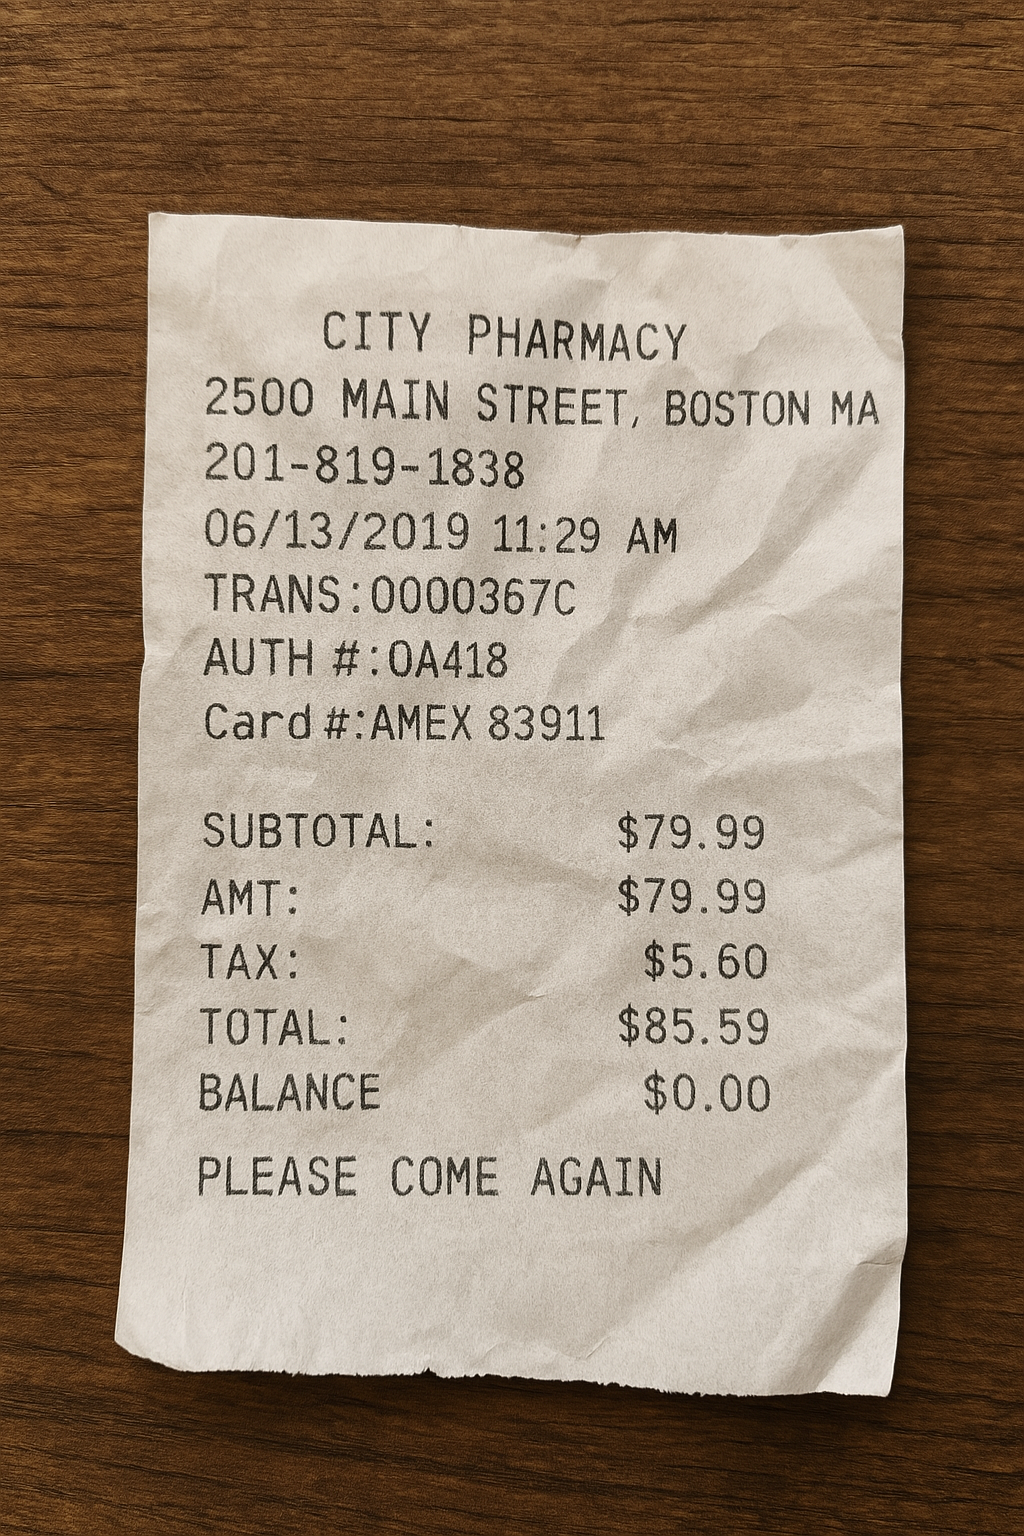 CITY PHARMACY
2500 MAIN STREET, BOSTON MA
201-819-1838
06/13/2019 11:29 AM
TRANS:0000367C
AUTH #:0A418
Card #:AMEX 83911
SUBTOTAL: $79.99
AMT: $79.99
TAX: $5.60
TOTAL: $85.59
BALANCE $0.00
PLEASE COME AGAIN